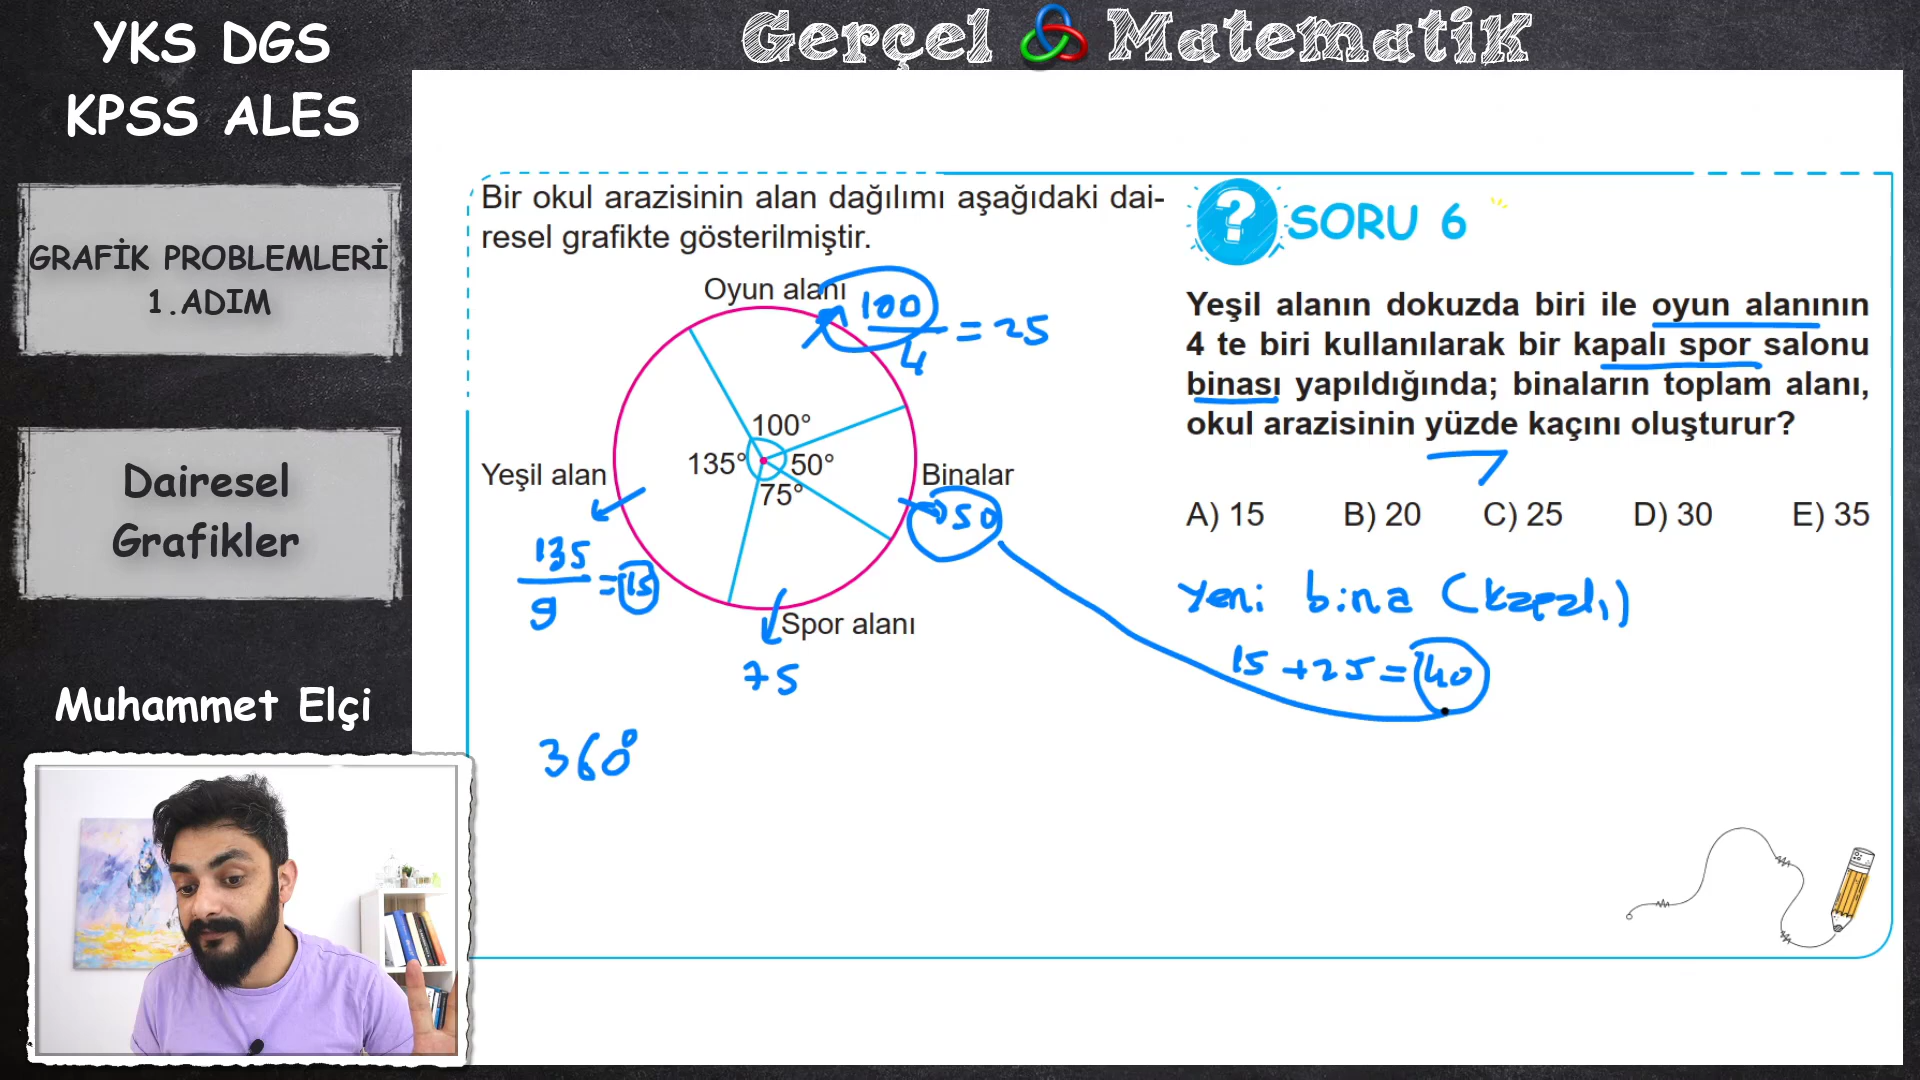 YKS DGS
KPSS ALES
GRAFİK PROBLEMLERİ
1.ADIM
Dairesel
Grafikler
Muhammet Elçi
Gerçel Matematik
Bir okul arazisinin alan dağılımı aşağıdaki dai-
resel grafikte gösterilmiştir.
Oyun alanı
100
4
= 25
100°
135°
50°
75°
Yeşil alan
Binalar
50
135
9
=15
Spor alanı
75
360°
?
SORU 6
Yeşil alanın dokuzda biri ile oyun alanının
4 te biri kullanılarak bir kapalı spor salonu
binası yapıldığında; binaların toplam alanı,
okul arazisinin yüzde kaçını oluşturur?
A) 15 B) 20 C) 25 D) 30 E) 35
Yeni bina (kapalı)
15 +25 = 40